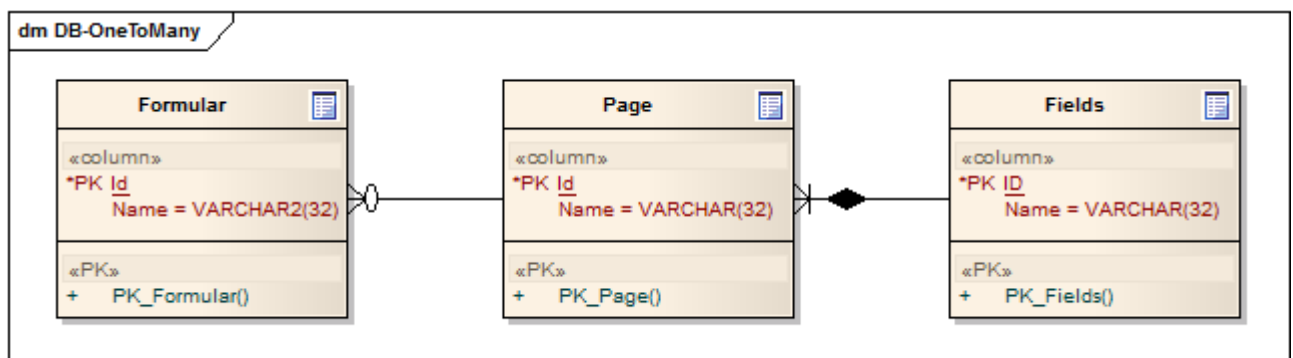 dm DB-OneToMany
Formular
«column»
*PK Id
Name = VARCHAR2(32)
«PK»
+ PK_Formular()
Page
«column»
*PK Id
Name = VARCHAR(32)
«PK»
+ PK_Page()
Fields
«column»
*PK ID
Name = VARCHAR(32)
«PK»
+ PK_Fields()